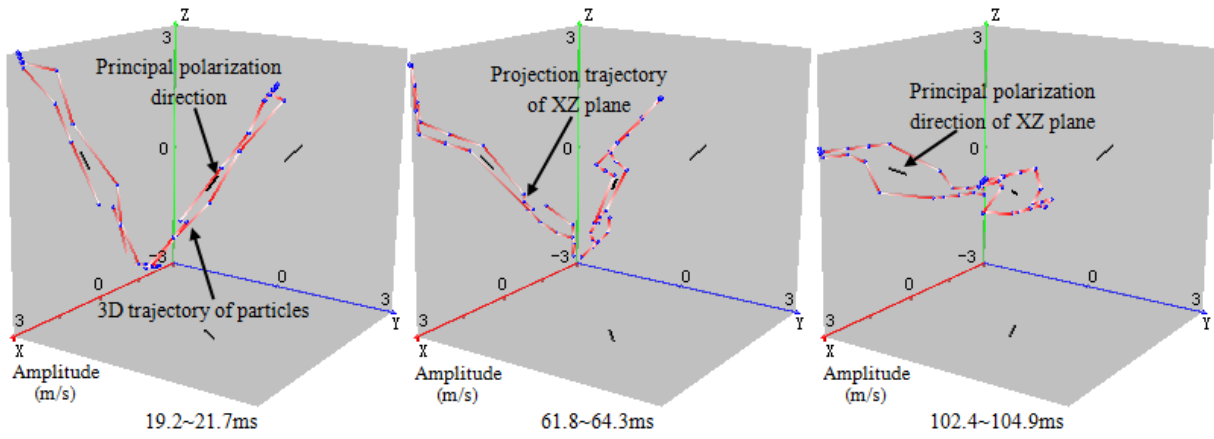 Z
3
Principal polarization
direction
0
−3
0
0
3
3D trajectory of particles
3
Y
X
Amplitude
(m/s)
19.2~21.7ms
Z
3
Projection trajectory
of XZ plane
0
−3
0
0
3
3
Y
X
Amplitude
(m/s)
61.8~64.3ms
Z
3
Principal polarization
direction of XZ plane
0
−3
0
0
3
3
Y
X
Amplitude
(m/s)
102.4~104.9ms